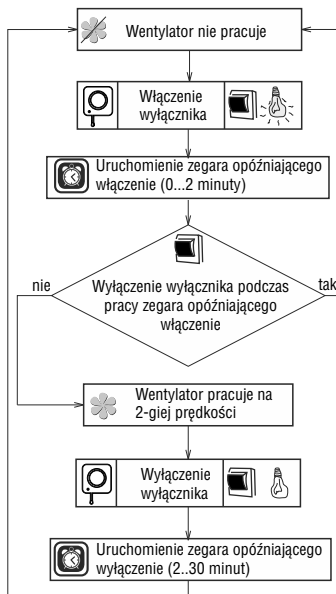 Wentylator nie pracuje
Włączenie
wyłącznika
Uruchomienie zegara opóźniającego
włączenie (0...2 minuty)
nie
tak
Wyłączenie wyłącznika podczas
pracy zegara opóźniającego
włączenie
Wentylator pracuje na
2-giej prędkości
Wyłączenie
wyłącznika
Uruchomienie zegara opóźniającego
wyłączenie (2..30 minut)